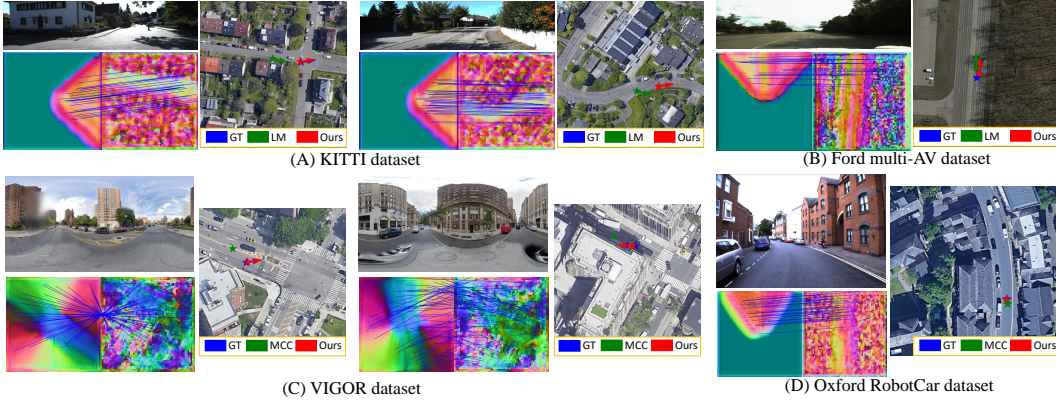 GT LM Ours
GT LM Ours
GT LM Ours
(A) KITTI dataset
(B) Ford multi-AV dataset
GT MCC Ours
GT MCC Ours
GT MCC Ours
(C) VIGOR dataset
(D) Oxford RobotCar dataset